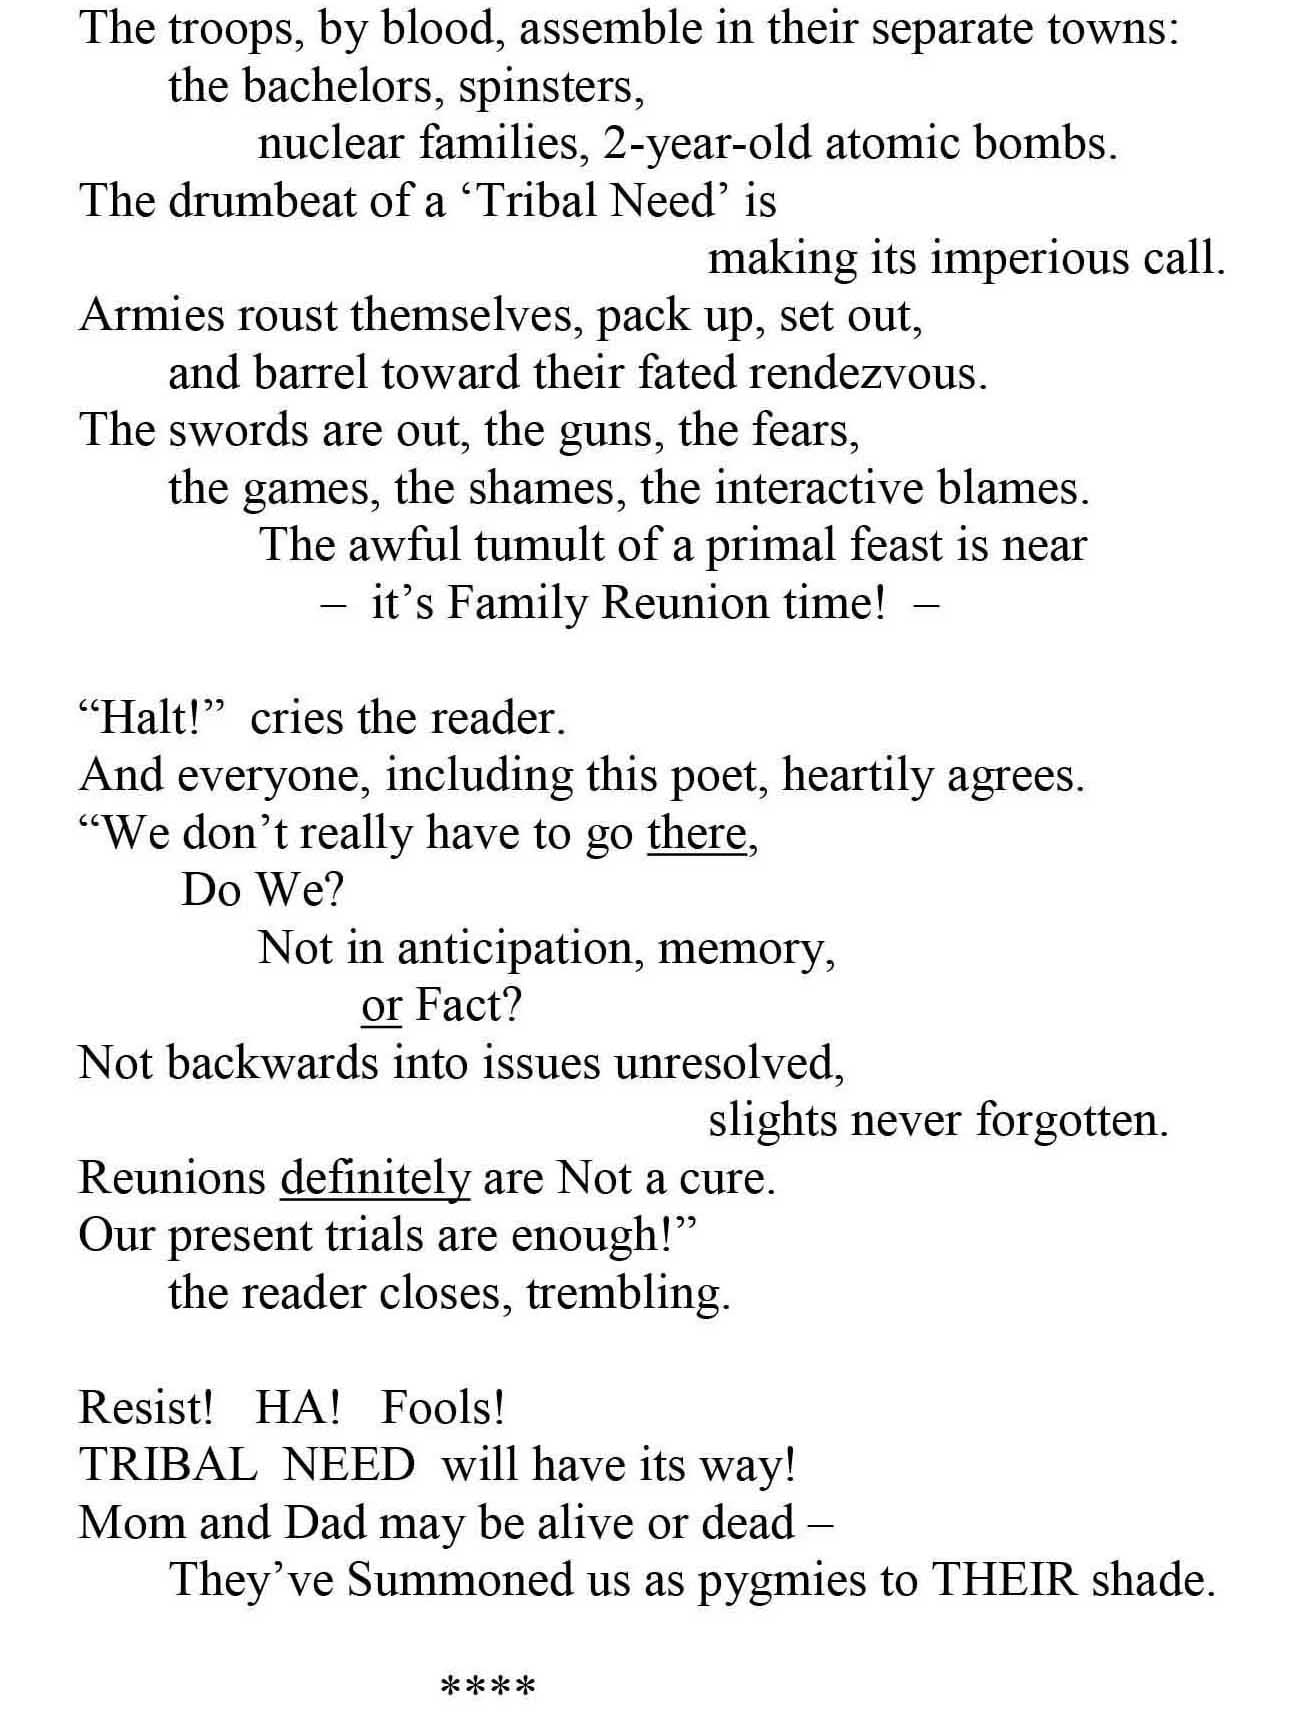 The troops, by blood, assemble in their separate towns:
the bachelors, spinsters,
nuclear families, 2-year-old atomic bombs.
The drumbeat of a ‘Tribal Need’ is
making its imperious call.
Armies roust themselves, pack up, set out,
and barrel toward their fated rendezvous.
The swords are out, the guns, the fears,
the games, the shames, the interactive blames.
The awful tumult of a primal feast is near
– it’s Family Reunion time! –
“Halt!” cries the reader.
And everyone, including this poet, heartily agrees.
“We don’t really have to go there,
Do We?
Not in anticipation, memory,
or Fact?
Not backwards into issues unresolved,
slights never forgotten.
Reunions definitely are Not a cure.
Our present trials are enough!”
the reader closes, trembling.
Resist! HA! Fools!
TRIBAL NEED will have its way!
Mom and Dad may be alive or dead –
They’ve Summoned us as pygmies to THEIR shade.
****